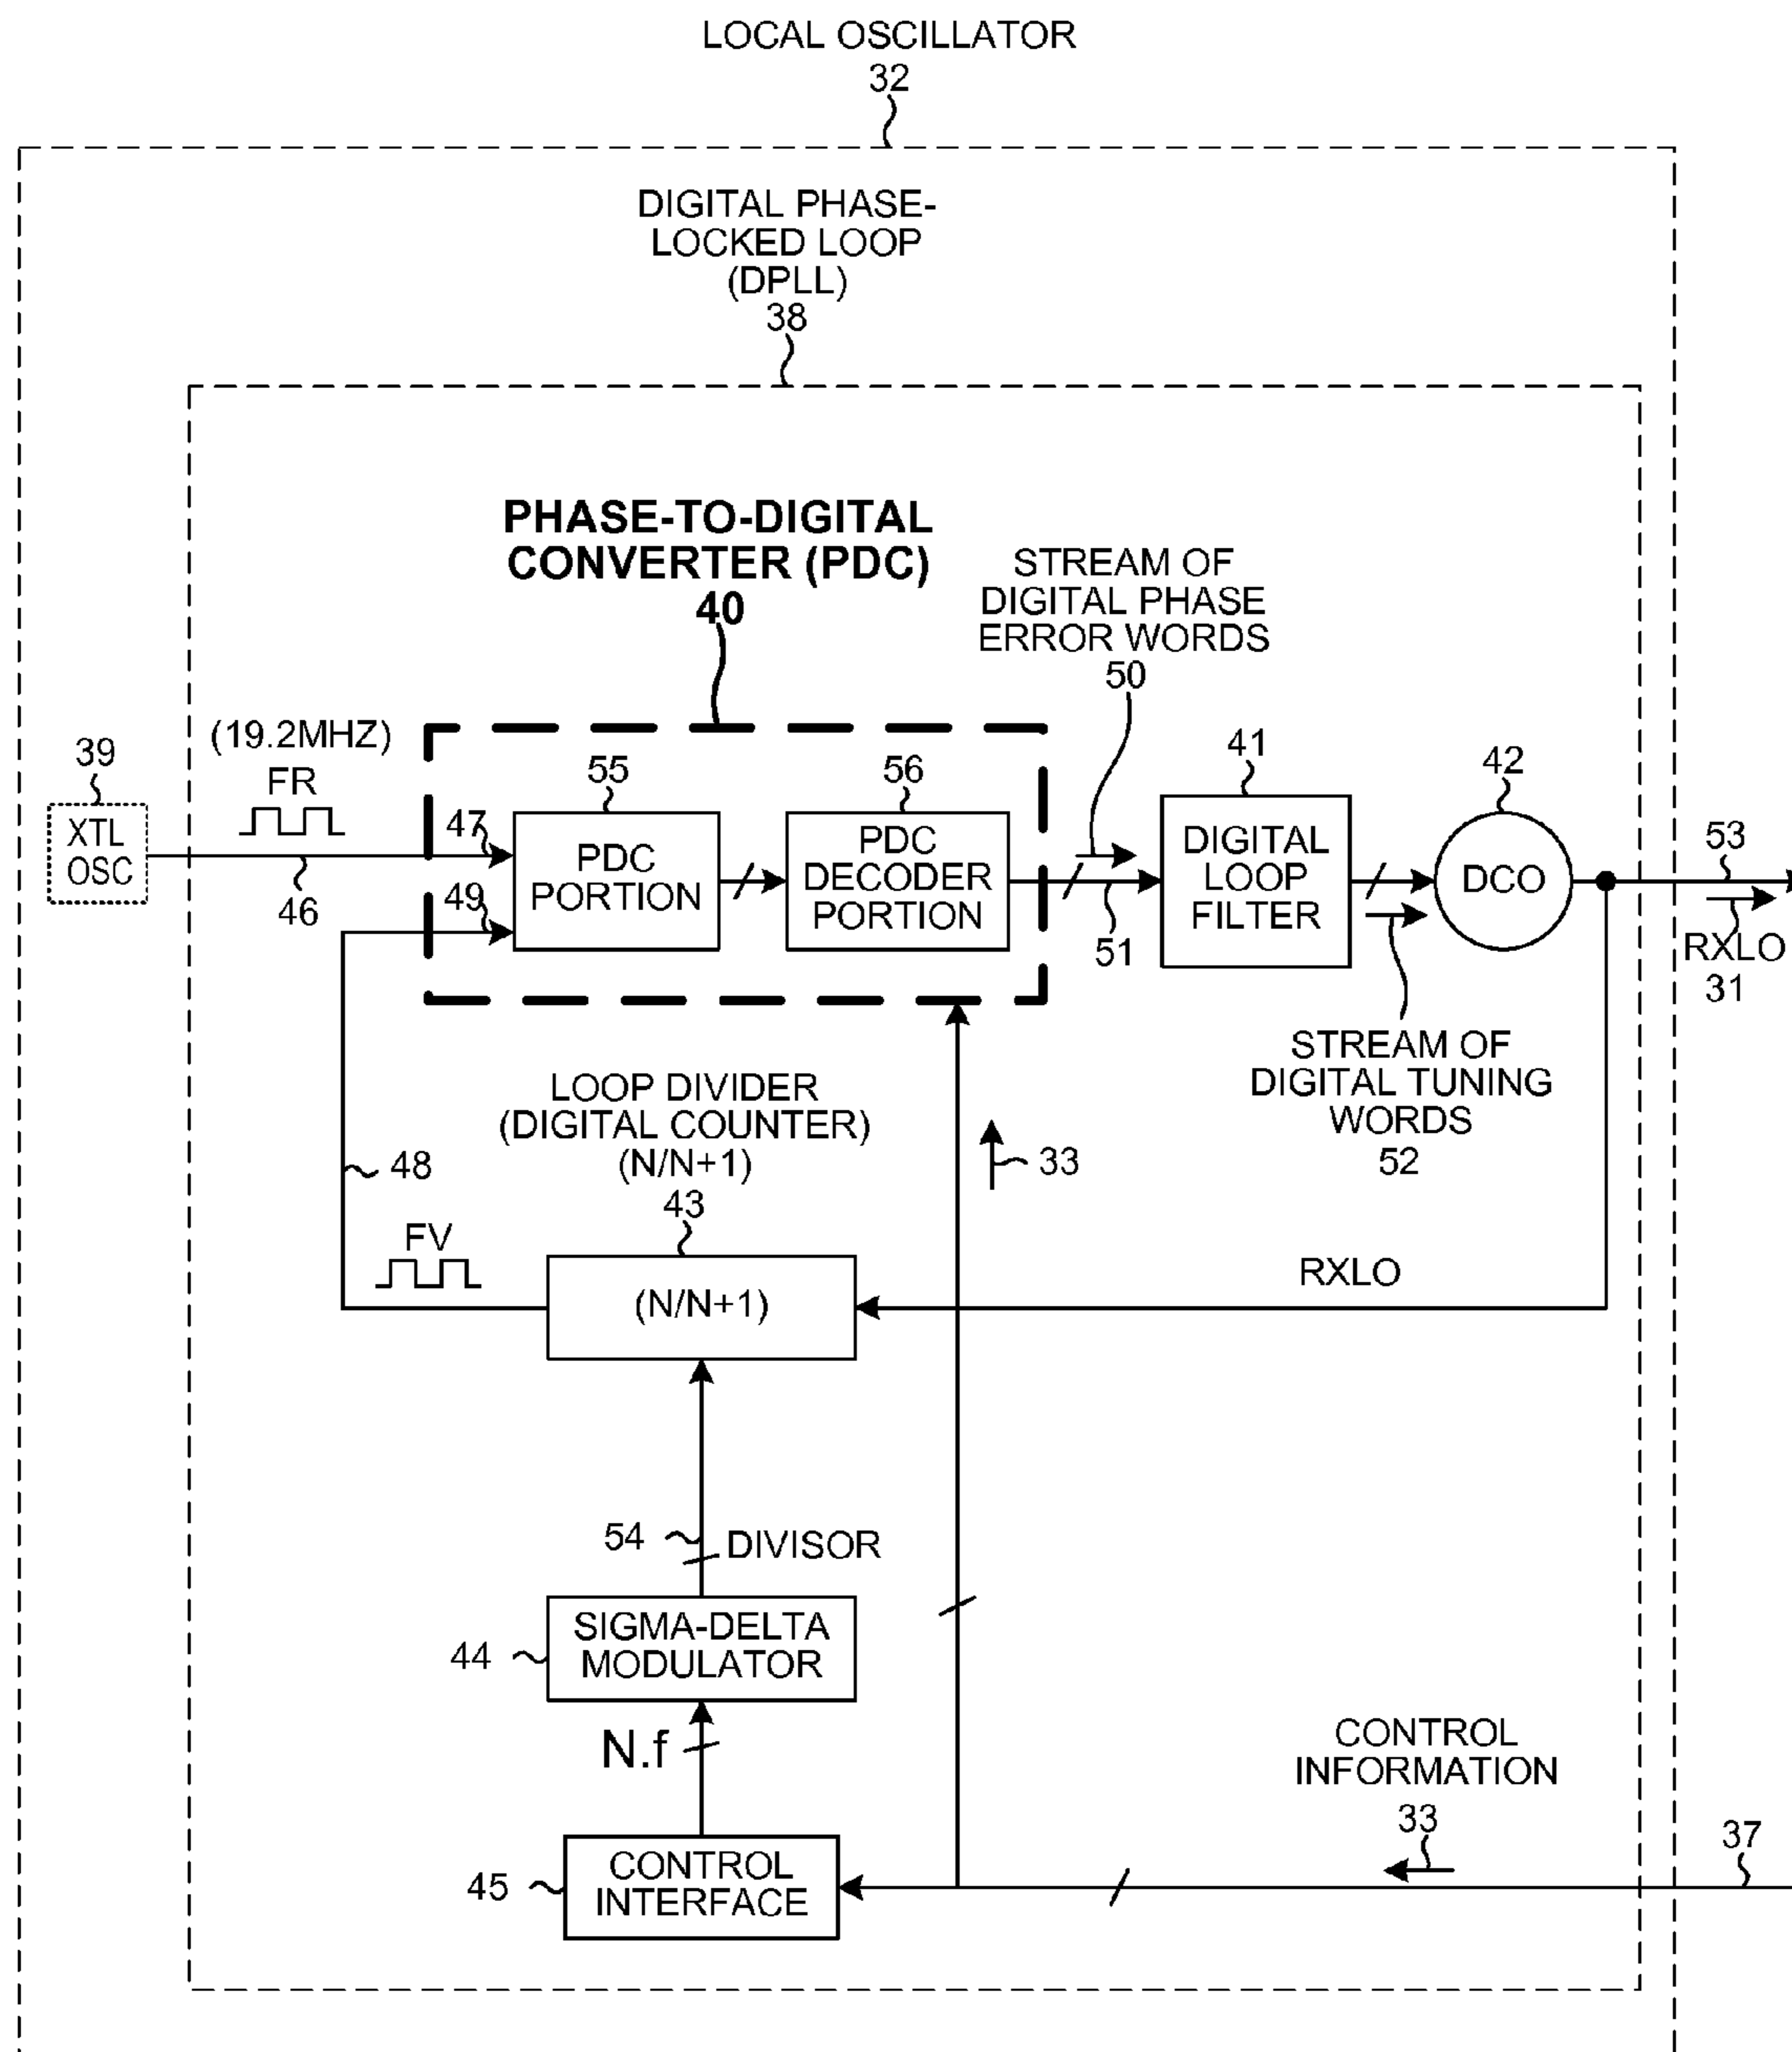 LOCAL OSCILLATOR
32
DIGITAL PHASE-
LOCKED LOOP
(DPLL)
38
PHASE-TO-DIGITAL
CONVERTER (PDC)
40
STREAM OF
DIGITAL PHASE
ERROR WORDS
50
(19.2MHZ)
FR
39
XTL
OSC
46
47
49
55
PDC
PORTION
56
PDC
DECODER
PORTION
51
41
DIGITAL
LOOP
FILTER
42
DCO
53
RXLO
31
STREAM OF
DIGITAL TUNING
WORDS
52
LOOP DIVIDER
(DIGITAL COUNTER)
(N/N+1)
43
33
48
FV
(N/N+1)
RXLO
54
DIVISOR
SIGMA-DELTA
MODULATOR
44
N.f
CONTROL
INFORMATION
33
37
CONTROL
INTERFACE
45